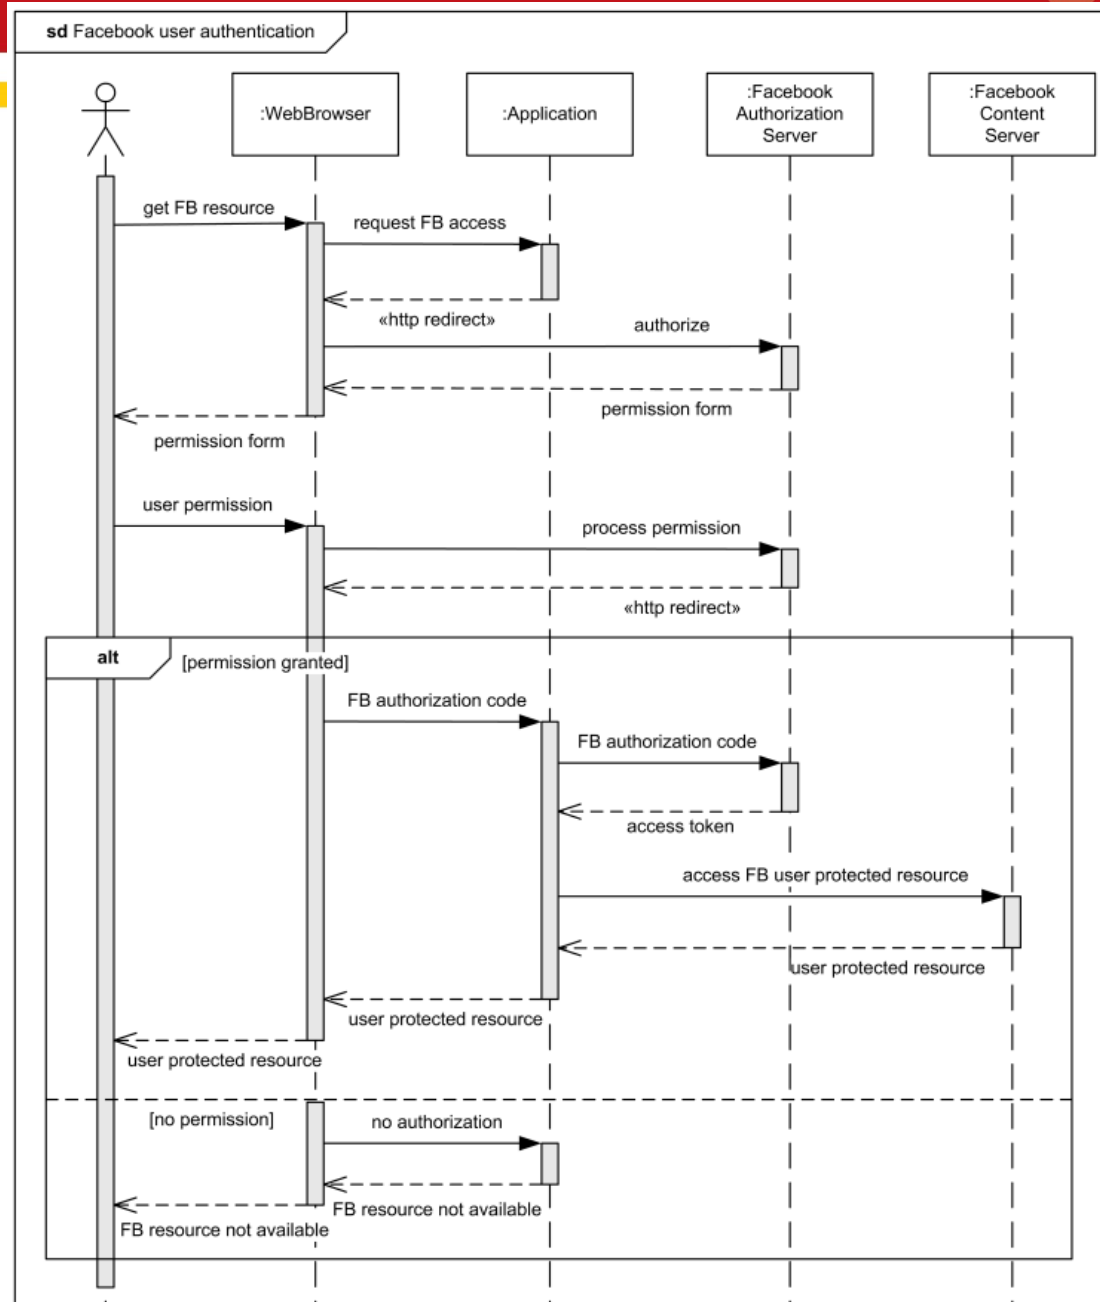 sd Facebook user authentication
:WebBrowser
:Application
:Facebook
Authorization
Server
:Facebook
Content
Server
get FB resource
request FB access
«http redirect»
authorize
permission form
permission form
user permission
process permission
«http redirect»
alt
[permission granted]
FB authorization code
FB authorization code
access token
access FB user protected resource
user protected resource
user protected resource
user protected resource
[no permission]
no authorization
FB resource not available
FB resource not available